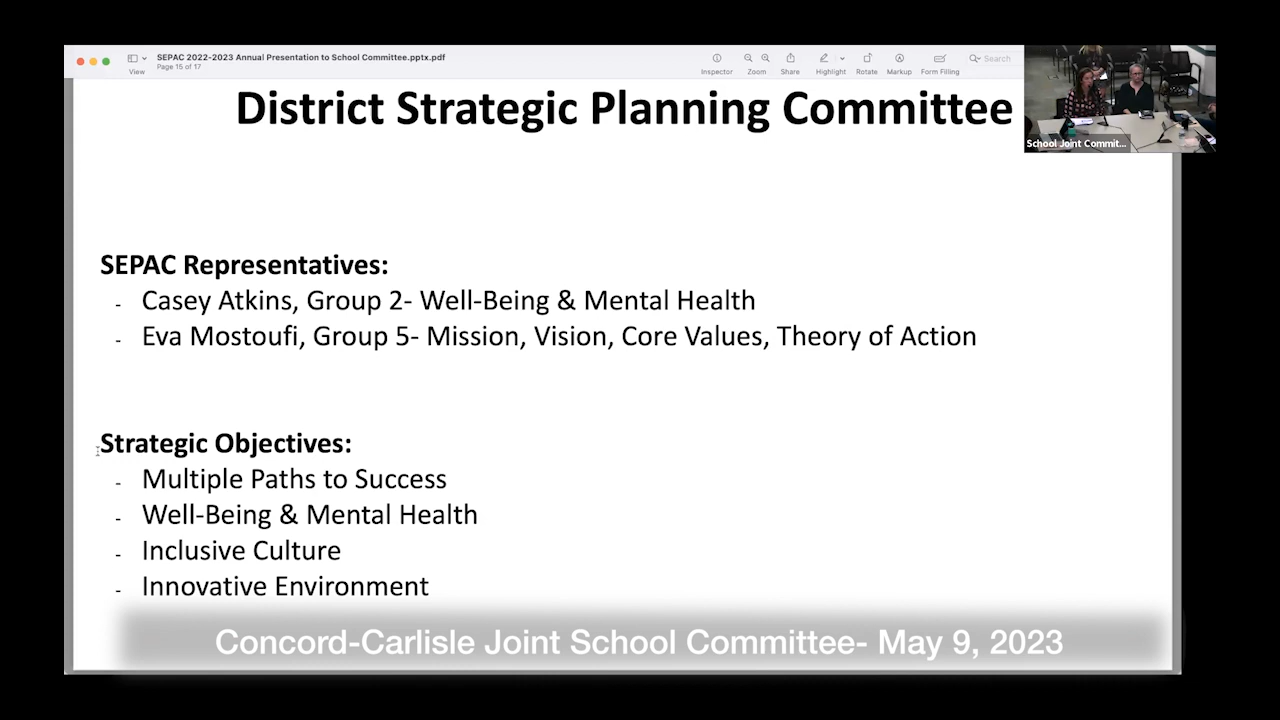 SEPAC 2022-2023 Annual Presentation to School Committee.pptx.pdf
Page 15 of 17
View
Inspector
Zoom
Share
Highlight
Rotate
Markup
Form Filling
Search
District Strategic Planning Committee
School Joint Commit...
SEPAC Representatives:
- Casey Atkins, Group 2- Well-Being & Mental Health
- Eva Mostoufi, Group 5- Mission, Vision, Core Values, Theory of Action
Strategic Objectives:
- Multiple Paths to Success
- Well-Being & Mental Health
- Inclusive Culture
- Innovative Environment
Concord-Carlisle Joint School Committee- May 9, 2023